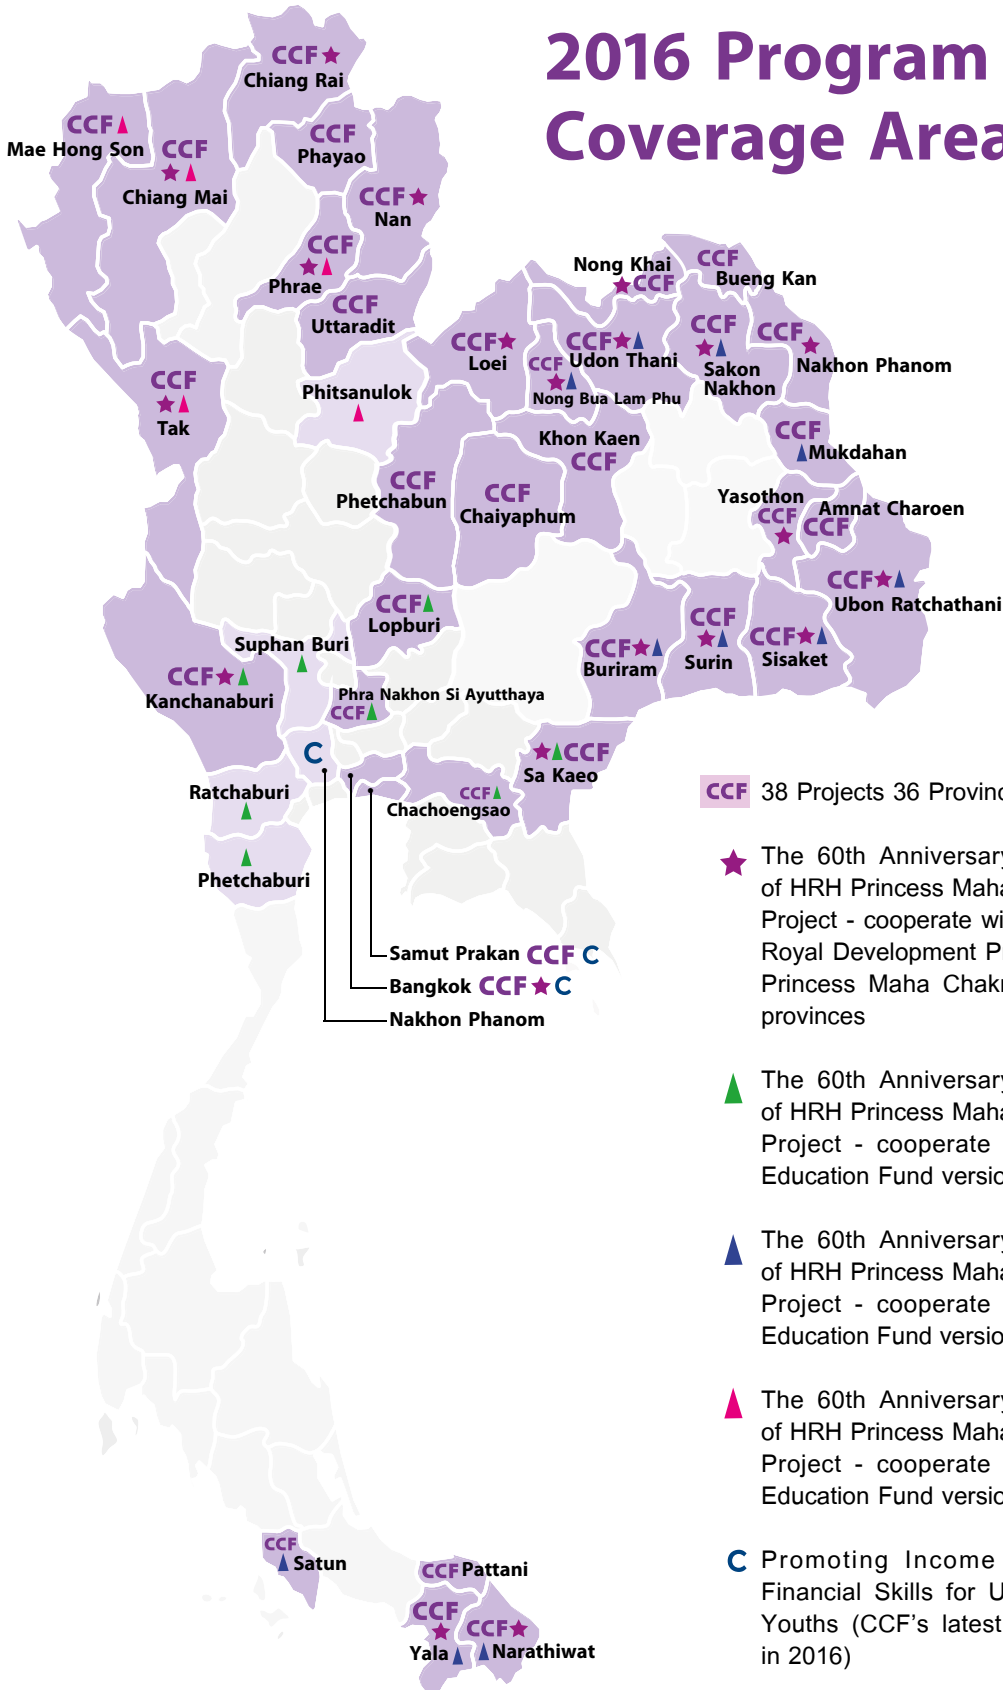 2016 Program
Coverage Area
CCF
Chiang Rai
CCF
Mae Hong Son
CCF
Chiang Mai
CCF
Phayao
CCF
Nan
CCF
Phrae
CCF
Uttaradit
Nong Khai
CCF
CCF
Bueng Kan
CCF
Loei
CCF
Udon Thani
CCF
Nong Bua Lam Phu
CCF
Sakon
Nakhon
CCF
Nakhon Phanom
CCF
Tak
Phitsanulok
Khon Kaen
CCF
CCF
Mukdahan
CCF
Phetchabun
CCF
Chaiyaphum
Yasothon
CCF
Amnat Charoen
CCF
CCF
Ubon Ratchathani
CCF
Lopburi
Suphan Buri
CCF
Kanchanaburi
Phra Nakhon Si Ayutthaya
CCF
CCF
Buriram
CCF
Surin
CCF
Sisaket
C
CCF
Sa Kaeo
Ratchaburi
CCF
Chachoengsao
Phetchaburi
Samut Prakan CCF C
Bangkok CCF C
Nakhon Phanom
CCF
Satun
CCF Pattani
CCF
Yala
CCF
Narathiwat
CCF 38 Projects 36 Provinc
The 60th Anniversary
of HRH Princess Maha
Project - cooperate wi
Royal Development P
Princess Maha Chakr
provinces
The 60th Anniversary
of HRH Princess Maha
Project - cooperate
Education Fund versio
The 60th Anniversary
of HRH Princess Maha
Project - cooperate
Education Fund versio
The 60th Anniversary
of HRH Princess Maha
Project - cooperate
Education Fund versio
C Promoting Income
Financial Skills for U
Youths (CCF's latest
in 2016)